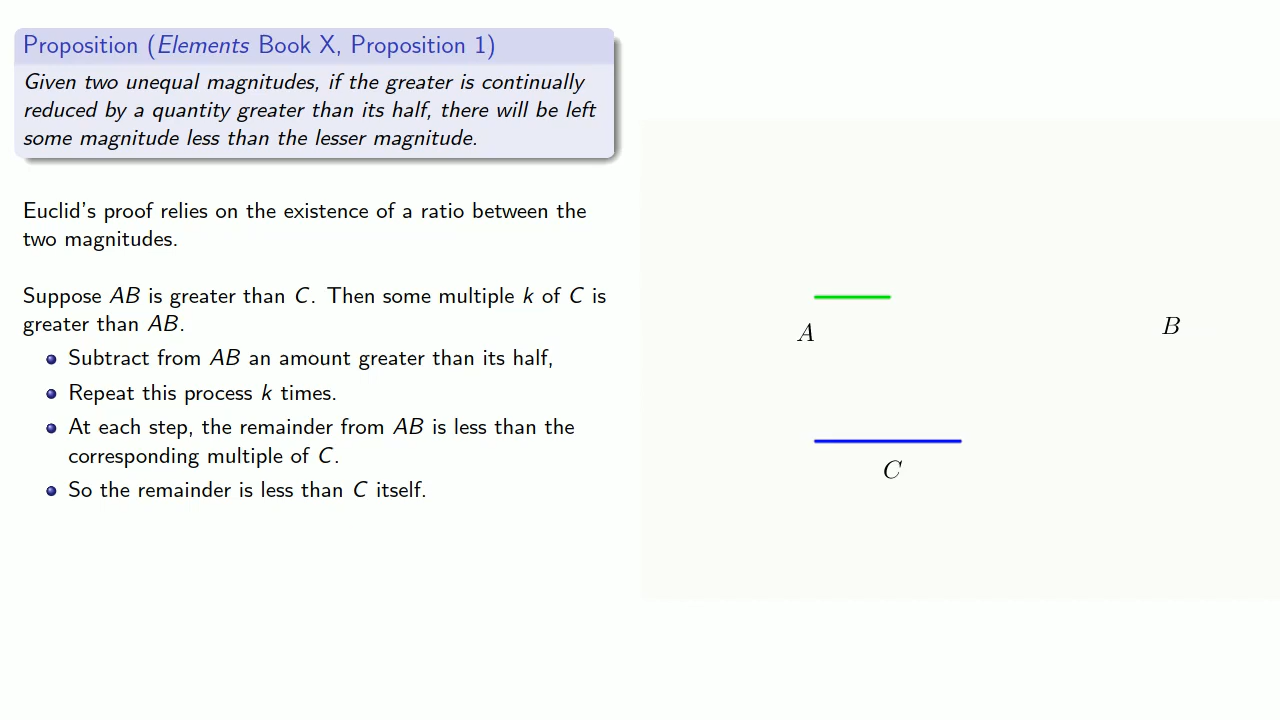 Proposition (Elements Book X, Proposition 1)
Given two unequal magnitudes, if the greater is continually
reduced by a quantity greater than its half, there will be left
some magnitude less than the lesser magnitude.
Euclid's proof relies on the existence of a ratio between the
two magnitudes.
Suppose AB is greater than C. Then some multiple k of C is
greater than AB.
Subtract from AB an amount greater than its half,
Repeat this process k times.
At each step, the remainder from AB is less than the
corresponding multiple of C.
So the remainder is less than C itself.
A
B
C